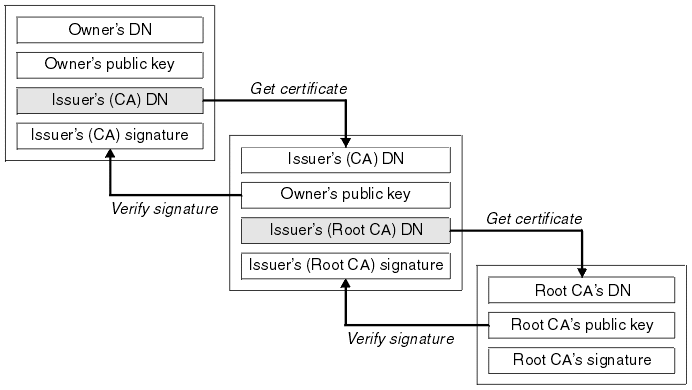 Owner's DN
Owner's public key
Issuer's (CA) DN
Issuer's (CA) signature
Get certificate
Verify signature
Issuer's (CA) DN
Owner's public key
Issuer's (Root CA) DN
Issuer's (Root CA) signature
Get certificate
Verify signature
Root CA's DN
Root CA's public key
Root CA's signature